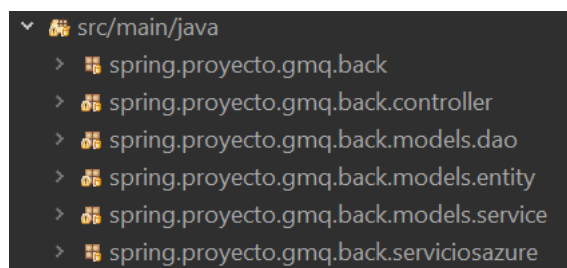 src/main/java
spring.proyecto.gmq.back
spring.proyecto.gmq.back.controller
spring.proyecto.gmq.back.models.dao
spring.proyecto.gmq.back.models.entity
spring.proyecto.gmq.back.models.service
spring.proyecto.gmq.back.serviciosazure